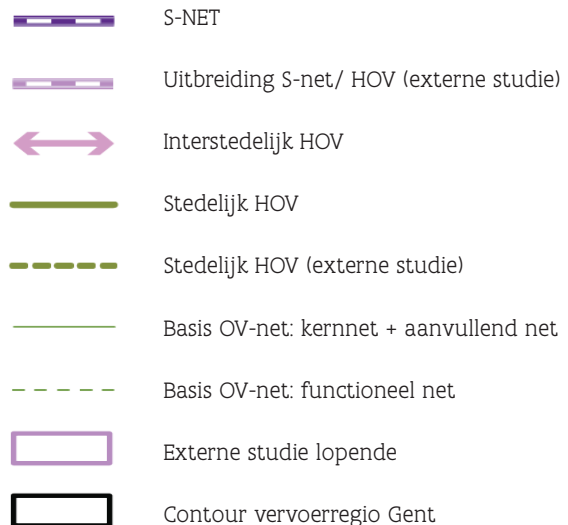 S-NET
Uitbreiding S-net/ HOV (externe studie)
Interstedelijk HOV
Stedelijk HOV
Stedelijk HOV (externe studie)
Basis OV-net: kernnet + aanvullend net
Basis OV-net: functioneel net
Externe studie lopende
Contour vervoerregio Gent